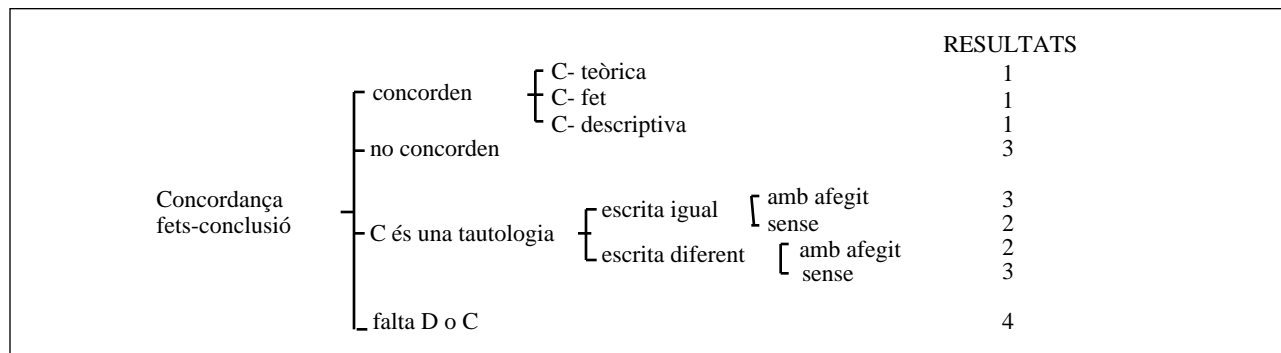 RESULTATS
C- teòrica 1
concorden C- fet 1
C- descriptiva 1
no concorden 3
Concordança
fets-conclusió
amb afegit 3
escrita igual
sense 2
C és una tautologia
amb afegit 2
escrita diferent
sense 3
falta D o C 4